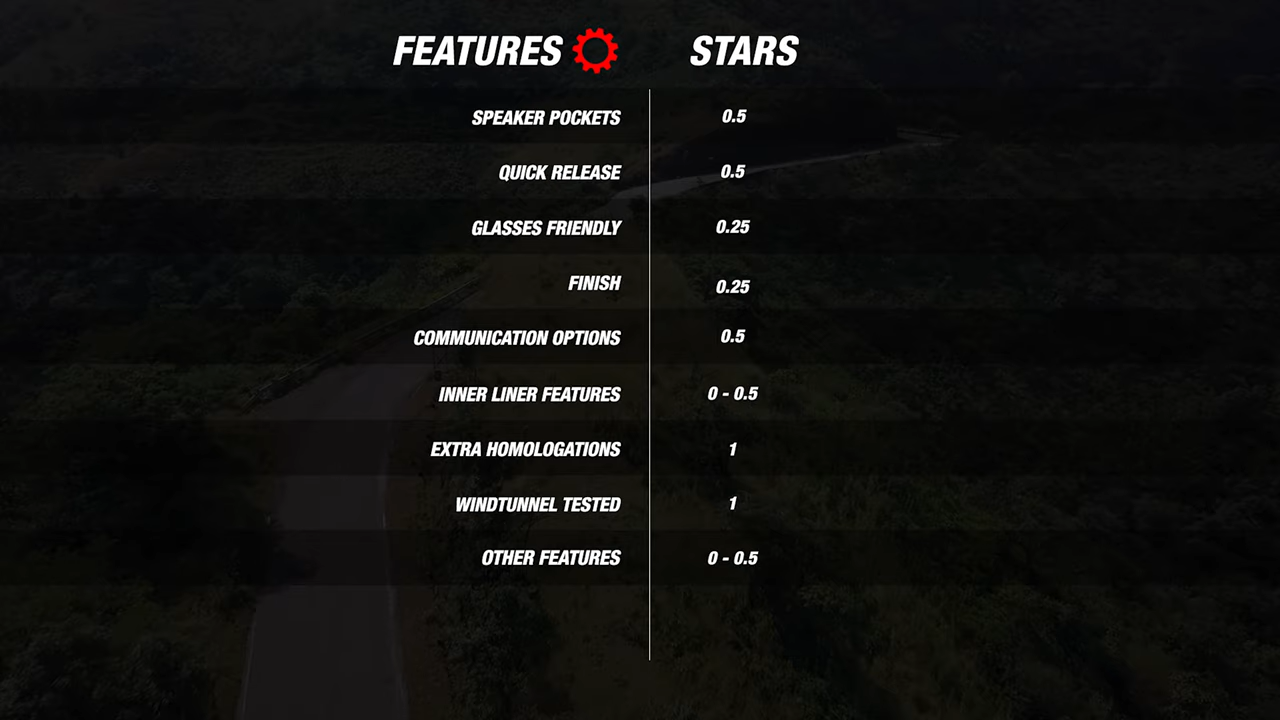 FEATURES STARS
SPEAKER POCKETS 0.5
QUICK RELEASE 0.5
GLASSES FRIENDLY 0.25
FINISH 0.25
COMMUNICATION OPTIONS 0.5
INNER LINER FEATURES 0 - 0.5
EXTRA HOMOLOGATIONS 1
WINDTUNNEL TESTED 1
OTHER FEATURES 0 - 0.5